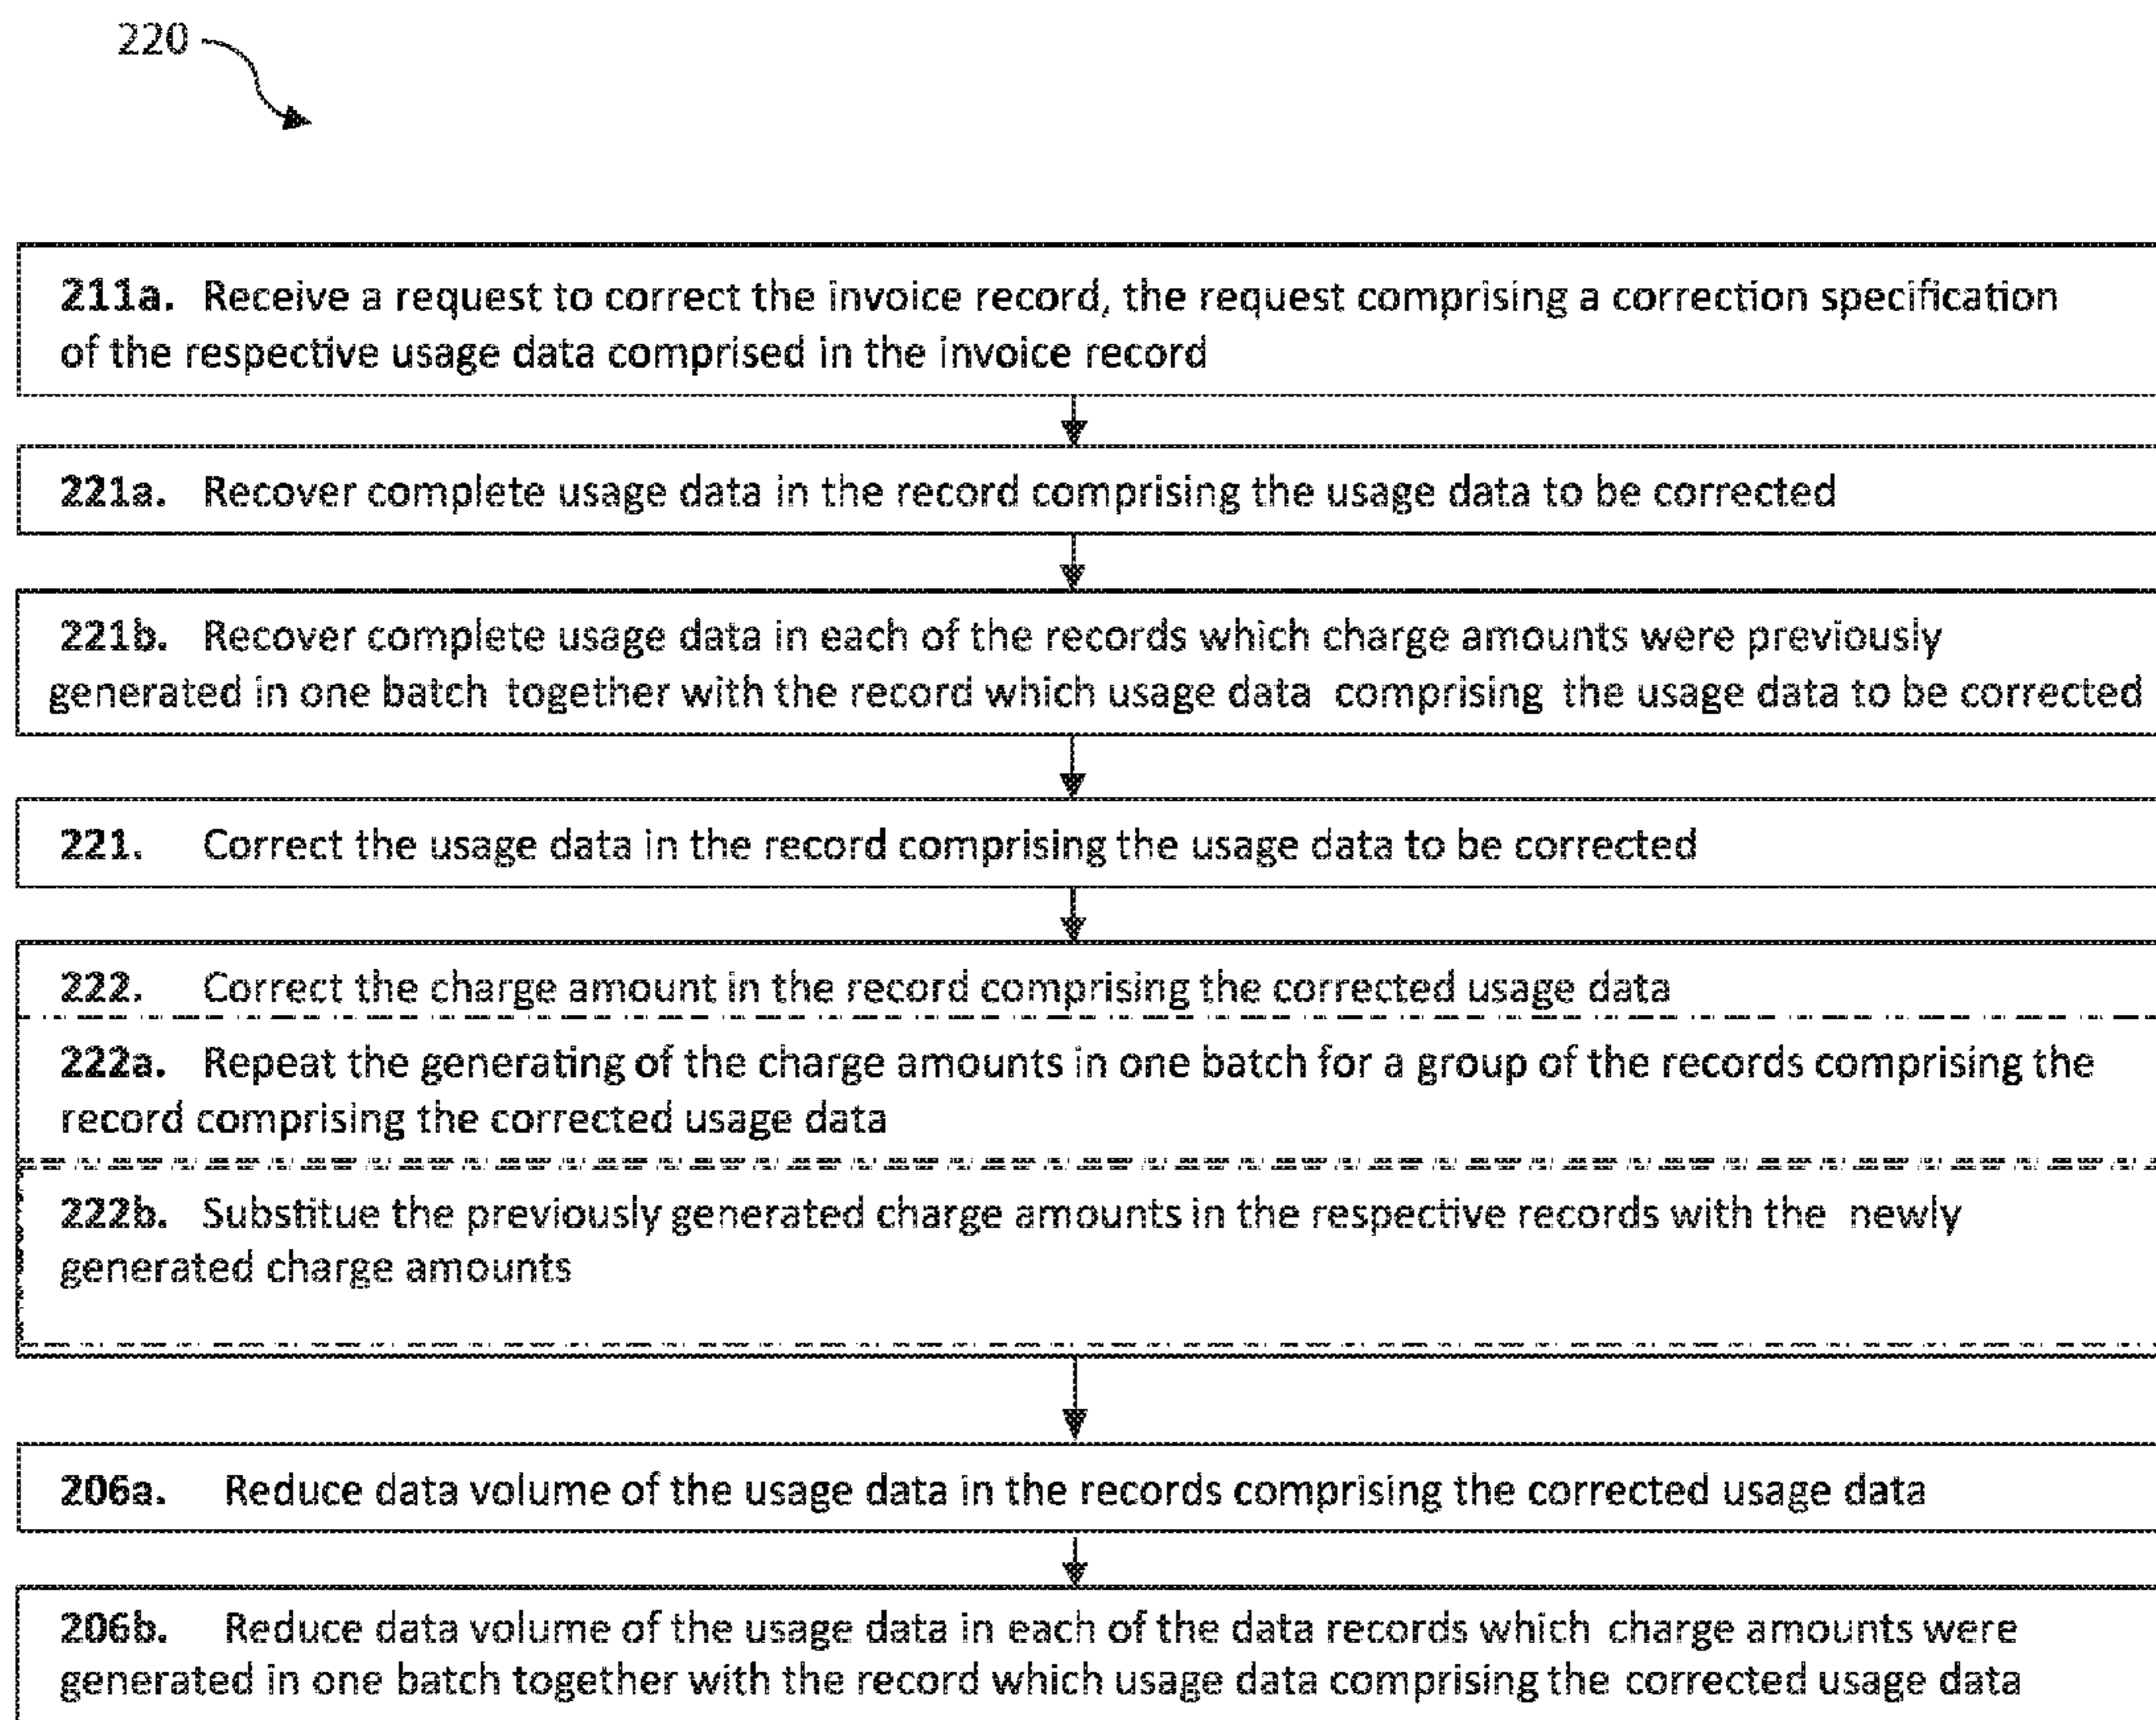 220
211a. Receive a request to correct the invoice record, the request comprising a correction specification
of the respective usage data comprised in the invoice record
221a. Recover complete usage data in the record comprising the usage data to be corrected
221b. Recover complete usage data in each of the records which charge amounts were previously
generated in one batch together with the record which usage data comprising the usage data to be corrected
221. Correct the usage data in the record comprising the usage data to be corrected
222. Correct the charge amount in the record comprising the corrected usage data
222a. Repeat the generating of the charge amounts in one batch for a group of the records comprising the
record comprising the corrected usage data
222b. Substitue the previously generated charge amounts in the respective records with the newly
generated charge amounts
206a. Reduce data volume of the usage data in the records comprising the corrected usage data
206b. Reduce data volume of the usage data in each of the data records which charge amounts were
generated in one batch together with the record which usage data comprising the corrected usage data